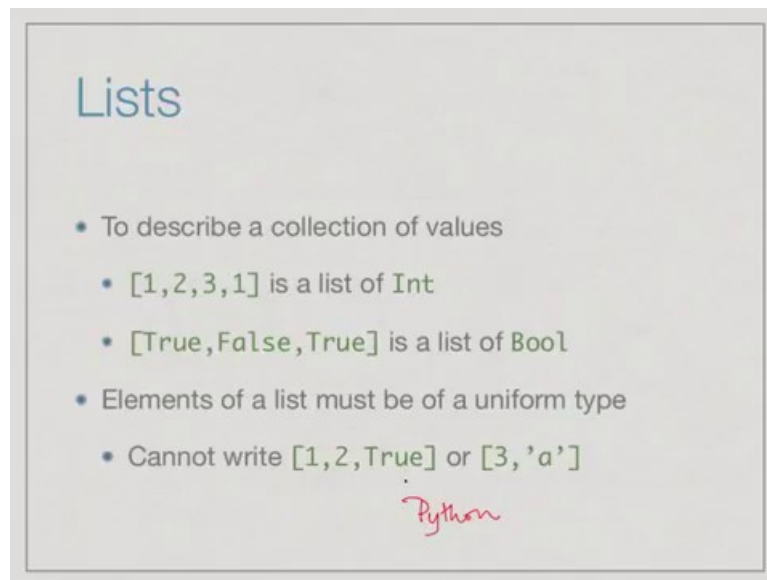 Lists
• To describe a collection of values
• [1,2,3,1] is a list of Int
• [True,False,True] is a list of Bool
• Elements of a list must be of a uniform type
• Cannot write [1,2,True] or [3,’a’]
Python